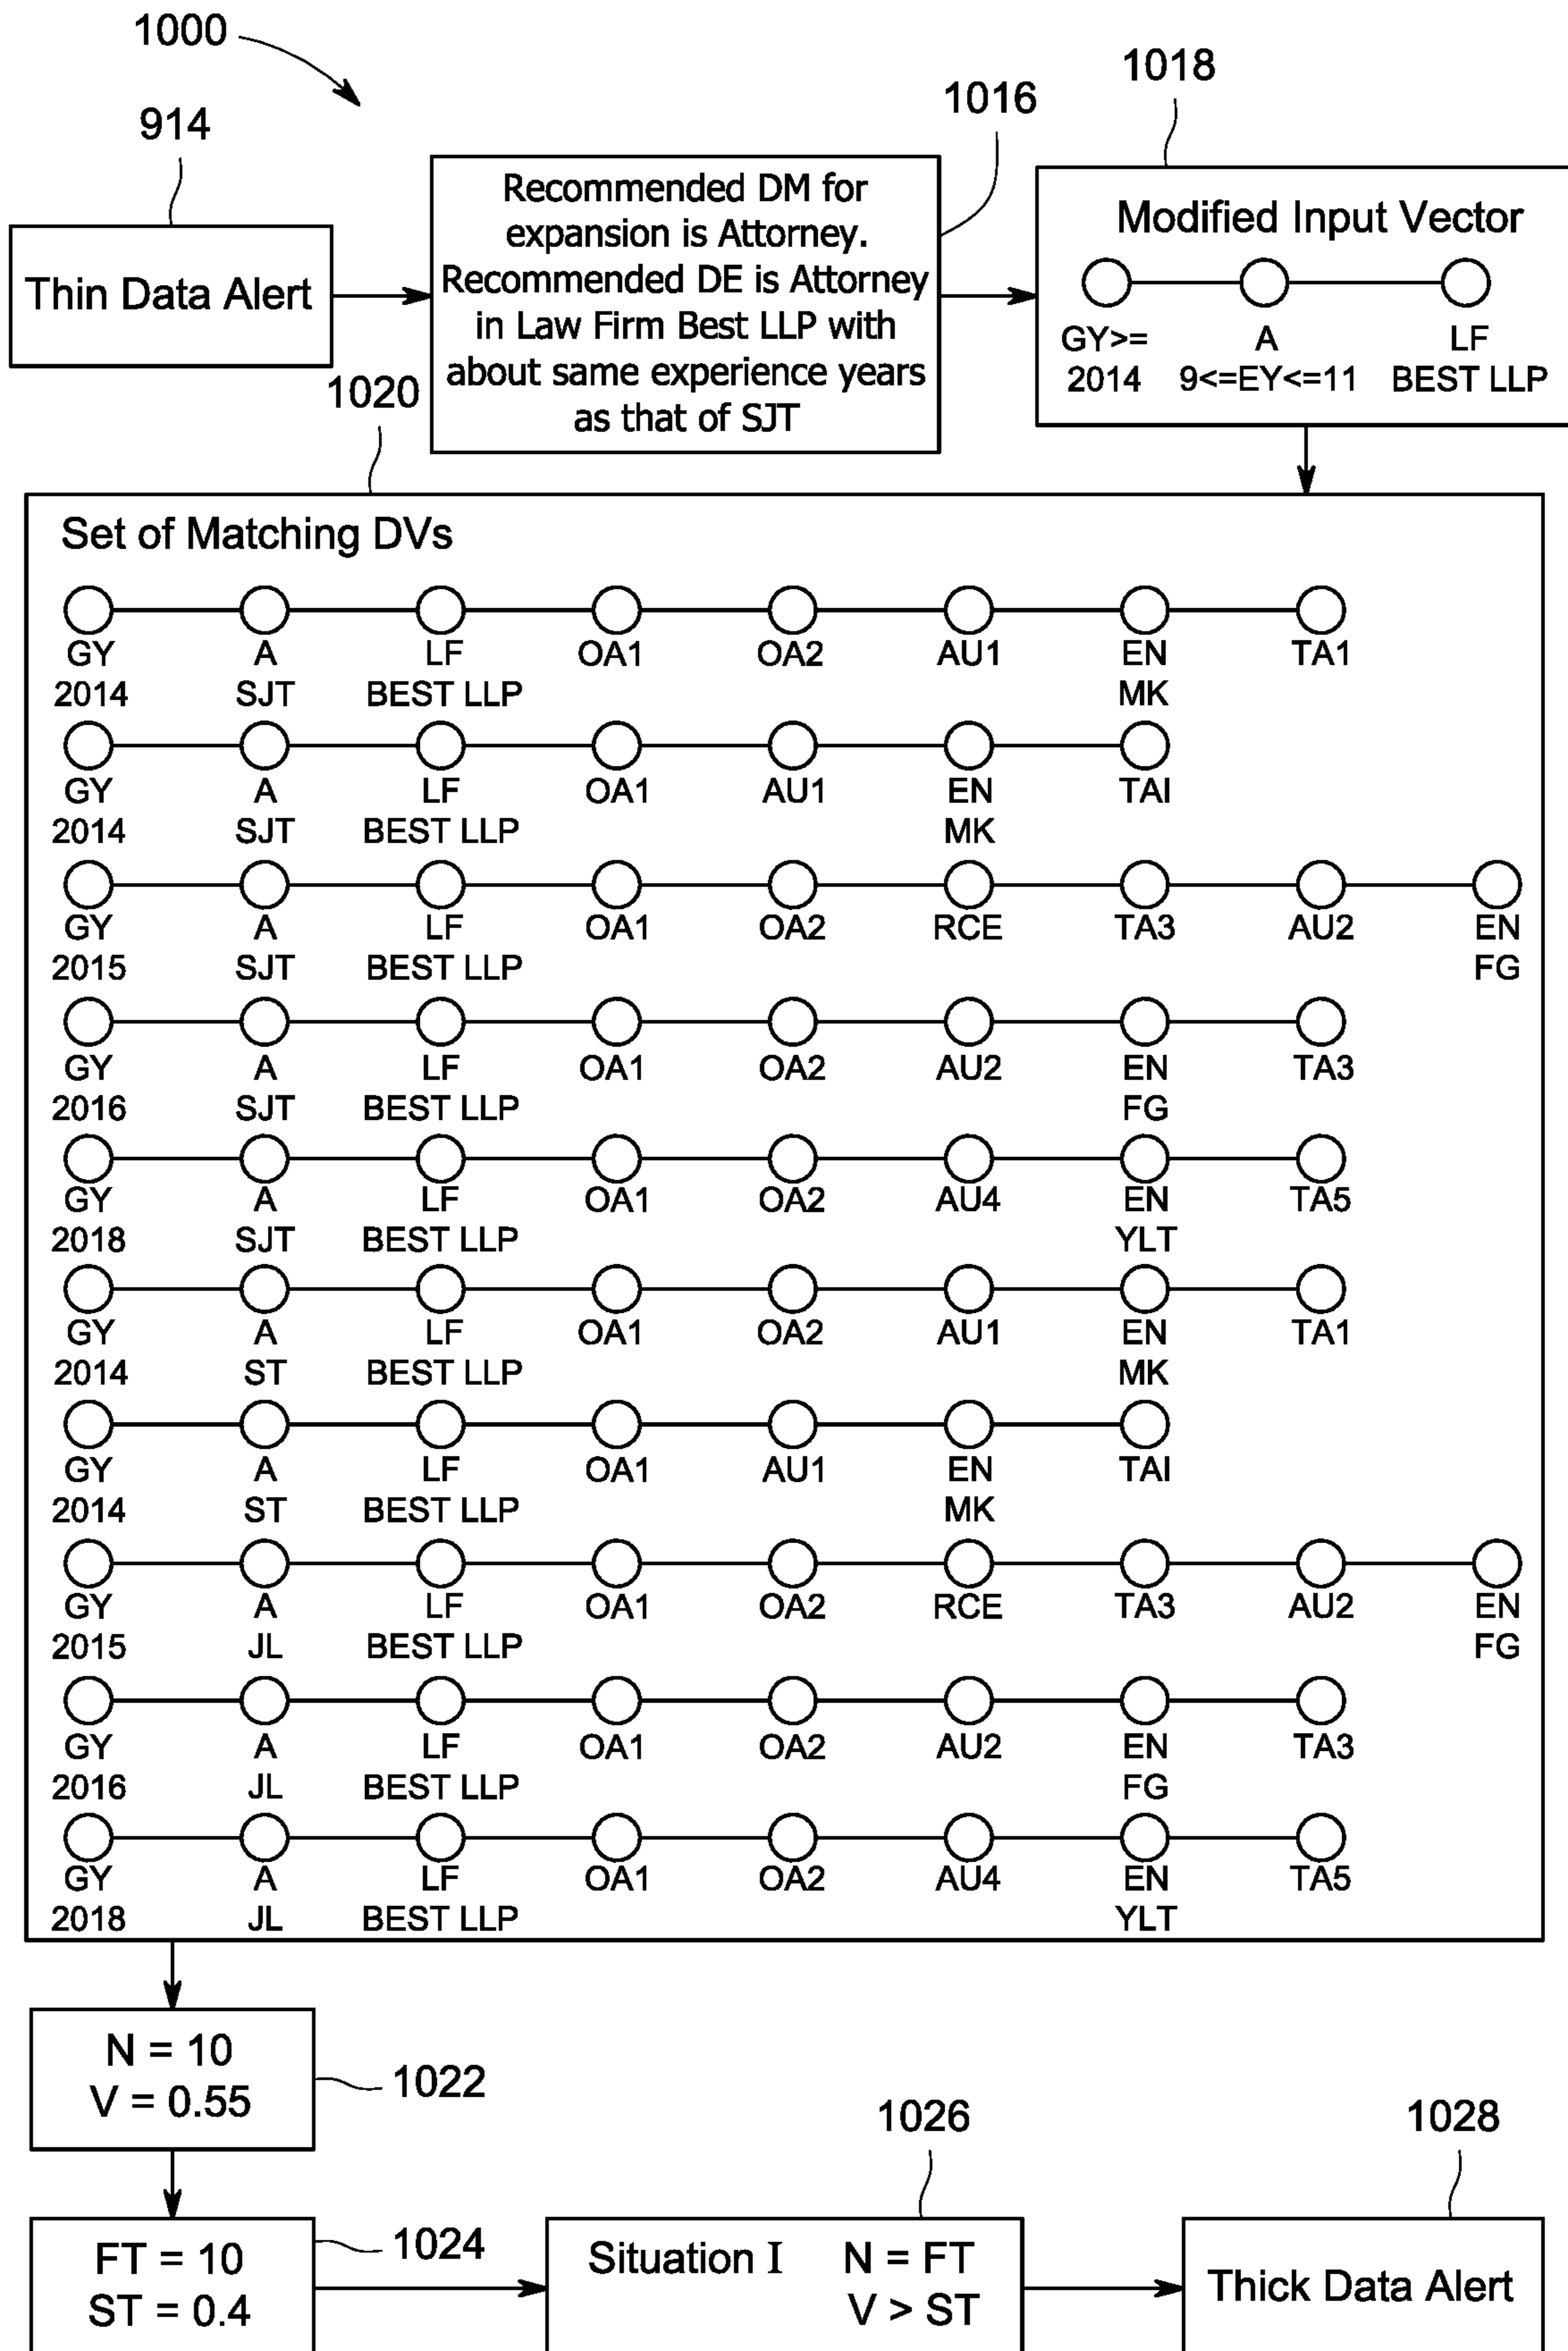 1000
914
1016
1018
Thin Data Alert
Recommended DM for
expansion is Attorney.
Recommended DE is Attorney
in Law Firm Best LLP with
about same experience years
as that of SJT
Modified Input Vector
GY>= A LF
2014 9<=EY<=11 BEST LLP
1020
Set of Matching DVs
GY A LF OA1 OA2 AU1 EN TA1
2014 SJT BEST LLP MK
GY A LF OA1 AU1 EN TAI
2014 SJT BEST LLP MK
GY A LF OA1 OA2 RCE TA3 AU2 EN
2015 SJT BEST LLP FG
GY A LF OA1 OA2 AU2 EN TA3
2016 SJT BEST LLP FG
GY A LF OA1 OA2 AU4 EN TA5
2018 SJT BEST LLP YLT
GY A LF OA1 OA2 AU1 EN TA1
2014 ST BEST LLP MK
GY A LF OA1 AU1 EN TAI
2014 ST BEST LLP MK
GY A LF OA1 OA2 RCE TA3 AU2 EN
2015 JL BEST LLP FG
GY A LF OA1 OA2 AU2 EN TA3
2016 JL BEST LLP FG
GY A LF OA1 OA2 AU4 EN TA5
2018 JL BEST LLP YLT
N = 10
V = 0.55
1022
FT = 10
ST = 0.4
1024
1026
Situation I N = FT
V > ST
1028
Thick Data Alert